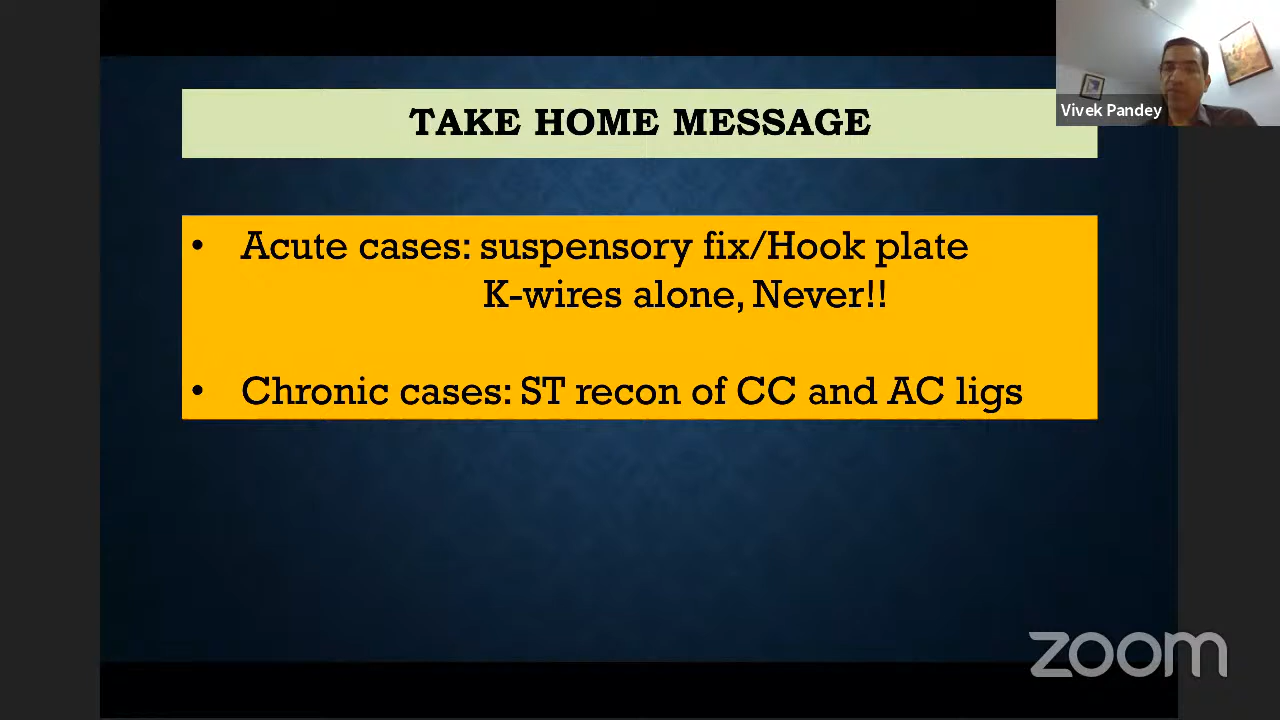 TAKE HOME MESSAGE
Vivek Pandey
• Acute cases: suspensory fix/Hook plate
K-wires alone, Never!!
• Chronic cases: ST recon of CC and AC ligs
zoom